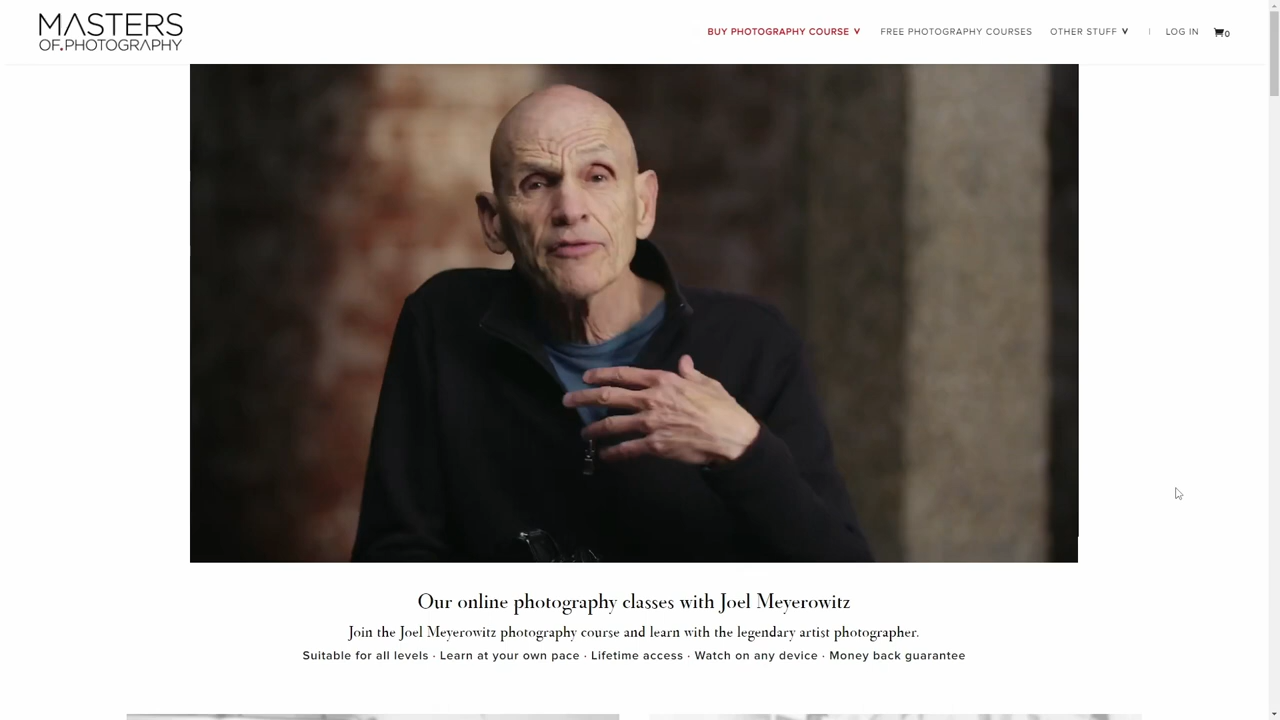 MASTERS
OF.PHOTOGRAPHY
BUY PHOTOGRAPHY COURSE V
FREE PHOTOGRAPHY COURSES
OTHER STUFF V
|
LOG IN
0
Our online photography classes with Joel Meyerowitz
Join the Joel Meyerowitz photography course and learn with the legendary artist photographer.
Suitable for all levels · Learn at your own pace · Lifetime access · Watch on any device · Money back guarantee